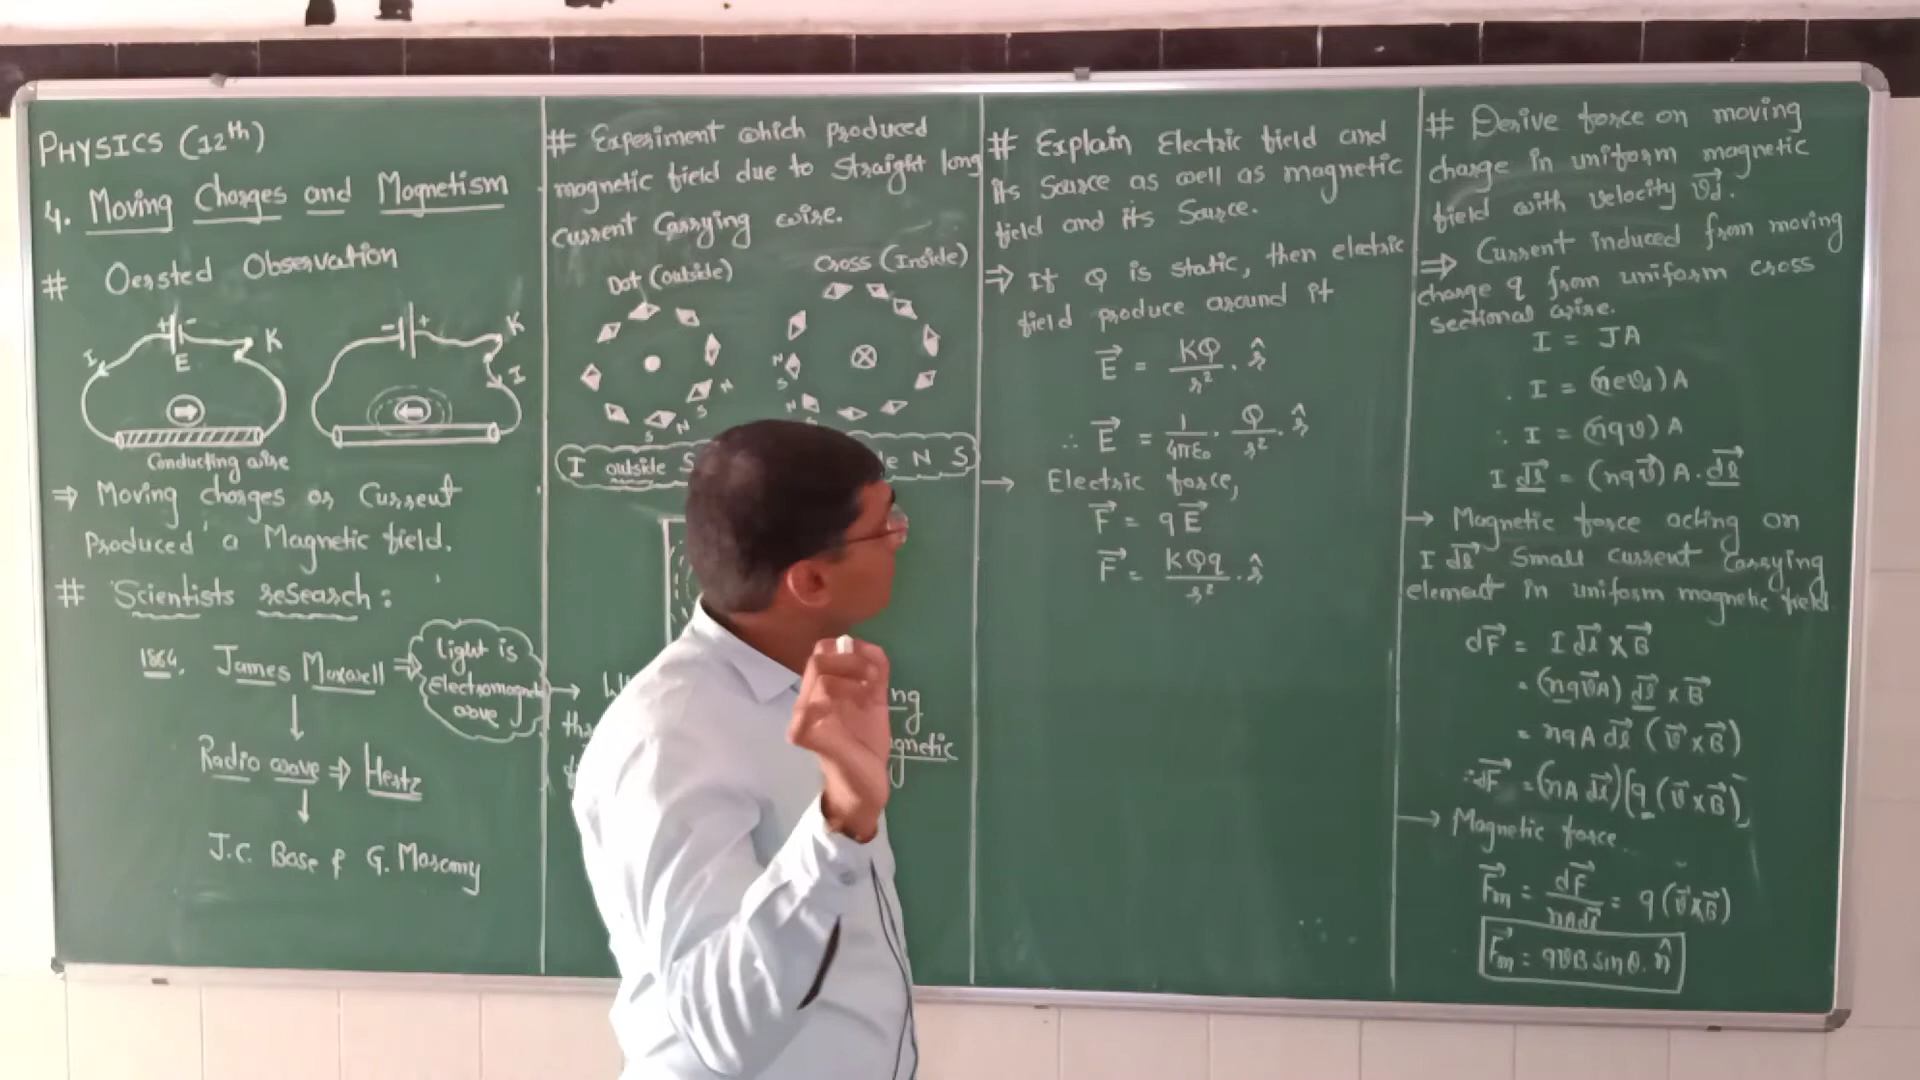 PHYSICS (12th)
4. Moving Charges and Magnetism
# Oersted Observation
+ -
E
K
I
- +
K
I
Conducting wire
⇒ Moving charges or Current
Produced a Magnetic field.
# Scientists reSearch:
1864. James Maxwell ⇒
Light is
Electromagnetic
wave
↓
Radio wave ⇒ Hertz
↓
J.C. Bose & G. Marcony
# Experiment which produced
magnetic field due to Straight long
current Carrying wire.
Dot (outside)
Cross (Inside)
N
S
N
S
N
S
N
S
I outside S
N S
→
ng
gnetic
# Explain Electric field and
its Source as well as magnetic
field and its Source.
⇒ If Q is static, then electric
field produce around it
E⃗ = KQ/r² . r̂
∴ E⃗ = 1/4πε₀ . Q/r² . r̂
→ Electric force,
F⃗ = qE⃗
F⃗ = KQq/r² . r̂
# Derive force on moving
charge in uniform magnetic
field with velocity v⃗d.
⇒ Current induced from moving
charge q from uniform cross
sectional wire.
I = JA
∴ I = (nevd) A
∴ I = (nqv) A
I dl⃗ = (nqv⃗) A . dl⃗
→ Magnetic force acting on
I dl⃗ Small current Carrying
element in uniform magnetic field
dF⃗ = I dl⃗ × B⃗
= (nqv⃗A) dl⃗ × B⃗
= nqA dl⃗ (v⃗ × B⃗)
∴ dF⃗ = (nA dl⃗) [q (v⃗ × B⃗)
→ Magnetic force.
F⃗m = dF⃗/nAdl⃗ = q (v⃗ × B⃗)
F⃗m = qvB sin θ . n̂